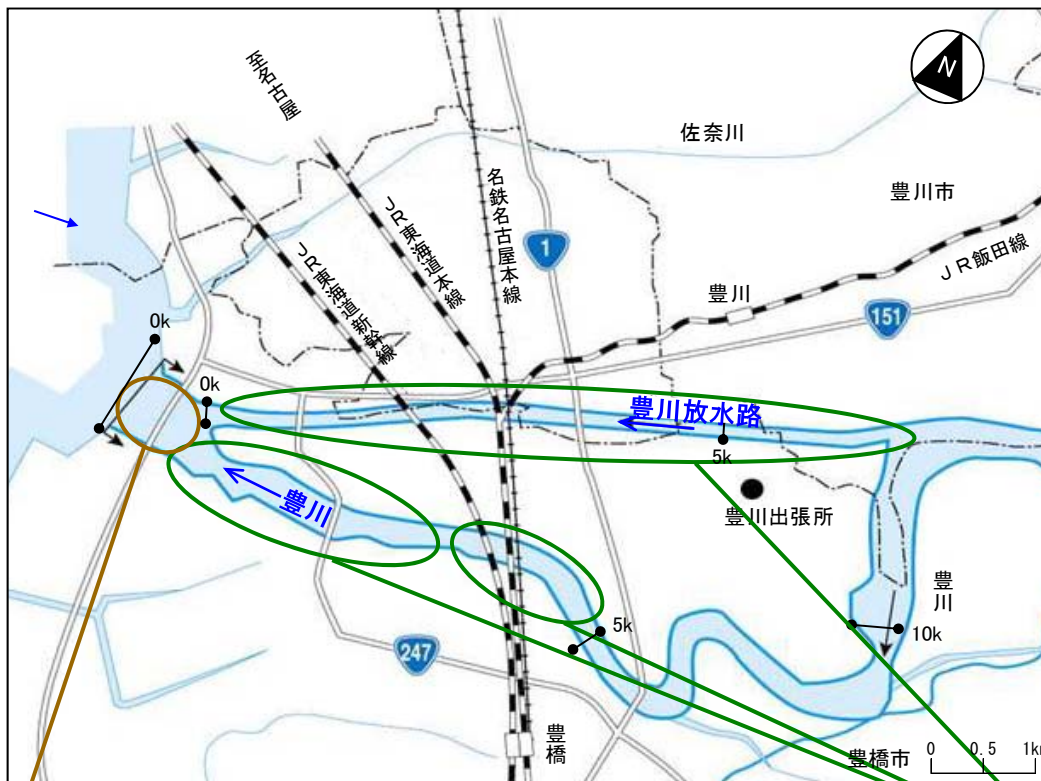 N
至名古屋
佐奈川
名鉄名古屋本線
豊川市
JR東海道本線
1
JR飯田線
JR東海道新幹線
豊川
151
0k
0k
豊川放水路
5k
豊川
豊川出張所
豊川
5k
10k
247
豊橋
豊橋市
0 0.5 1km